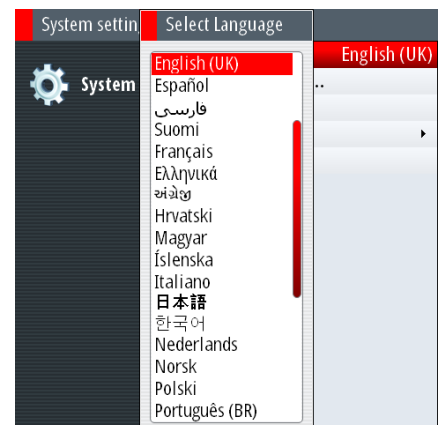 System settin
Select Language
English (UK)
System
..
English (UK)
Español
فارسی
Suomi
Français
Ελληνικά
અંગ્રેજી
Hrvatski
Magyar
Íslenska
Italiano
日本語
한국어
Nederlands
Norsk
Polski
Português (BR)